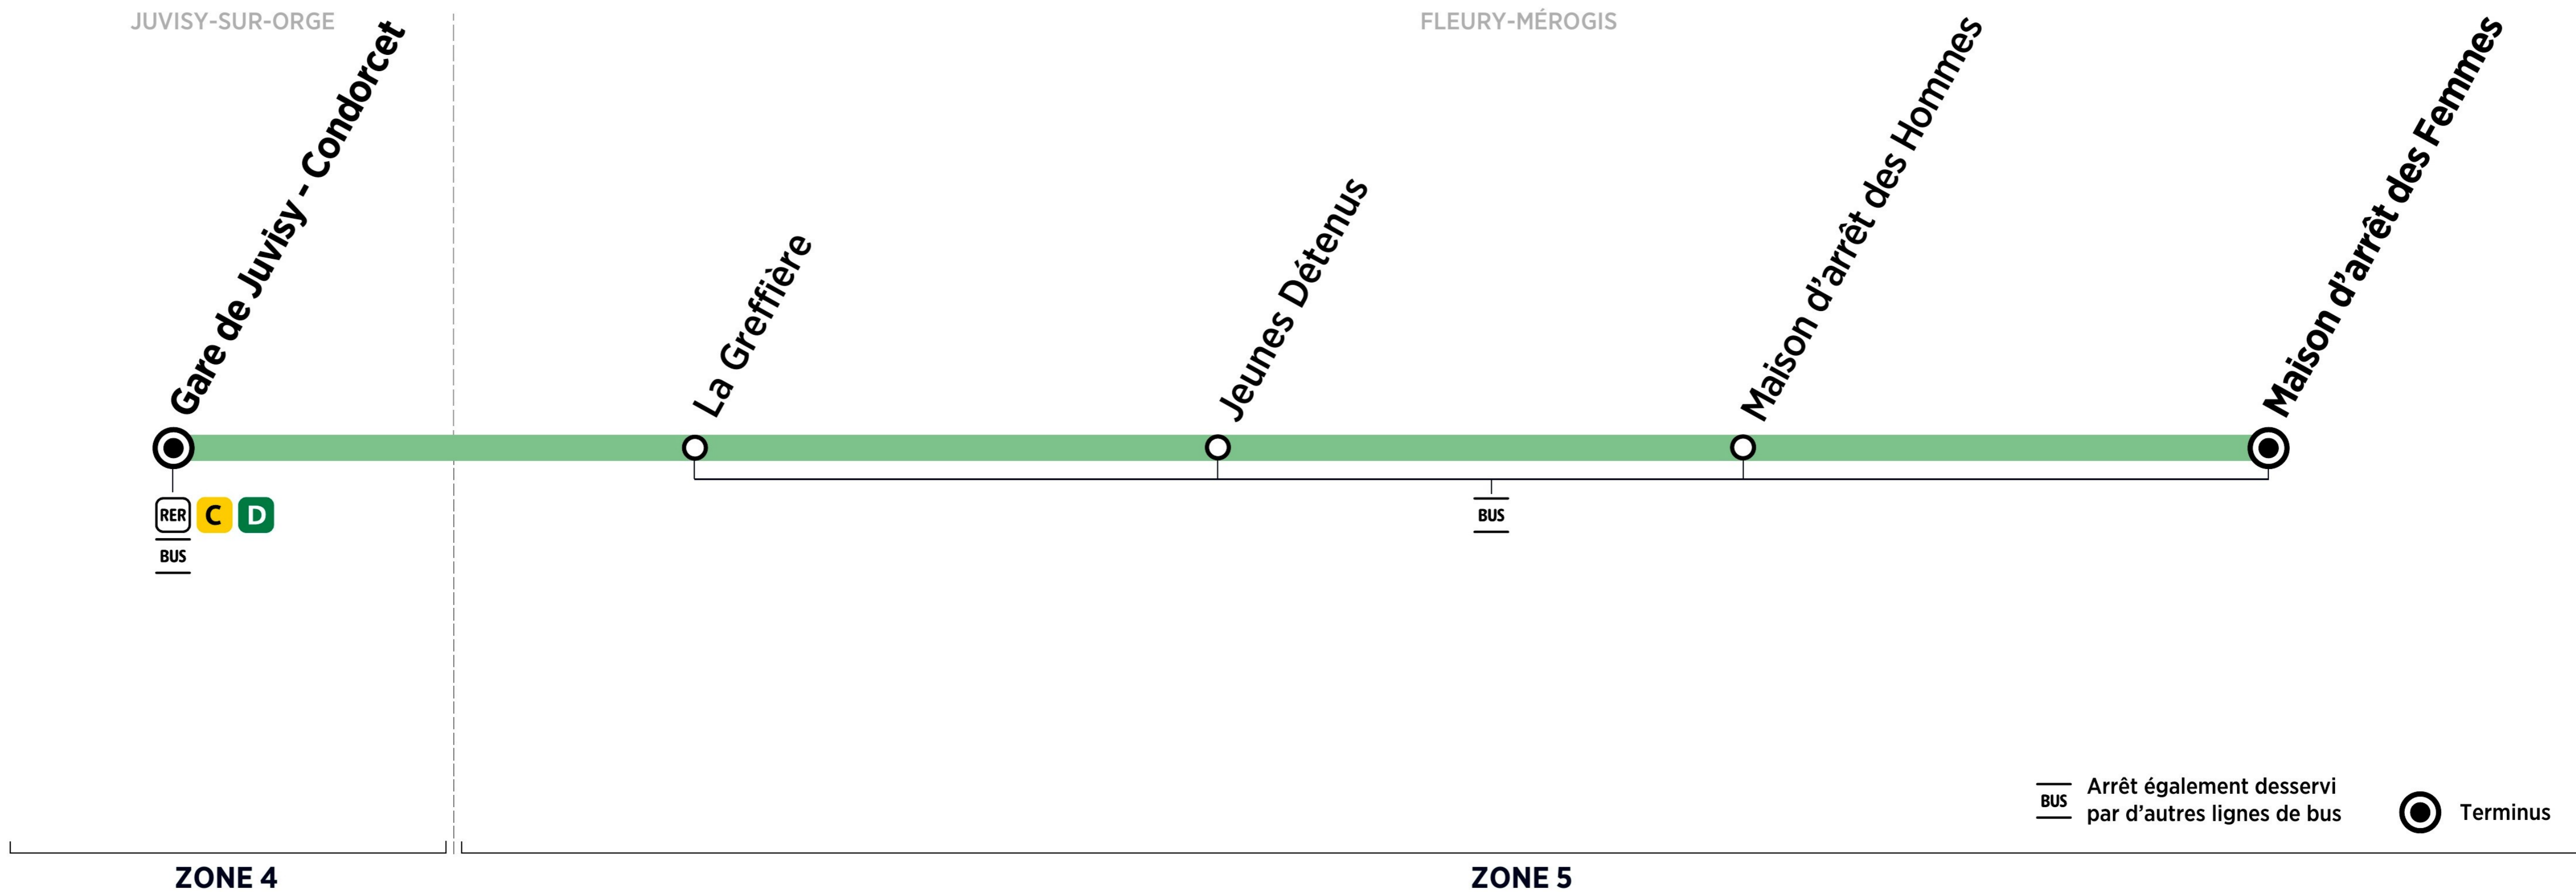 JUVISY-SUR-ORGE
FLEURY-MÉROGIS
Gare de Juvisy - Condorcet
La Greffière
Jeunes Détenus
Maison d'arrêt des Hommes
Maison d'arrêt des Femmes
RER C D
BUS
BUS
BUS
Arrêt également desservi
par d'autres lignes de bus
Terminus
ZONE 4
ZONE 5